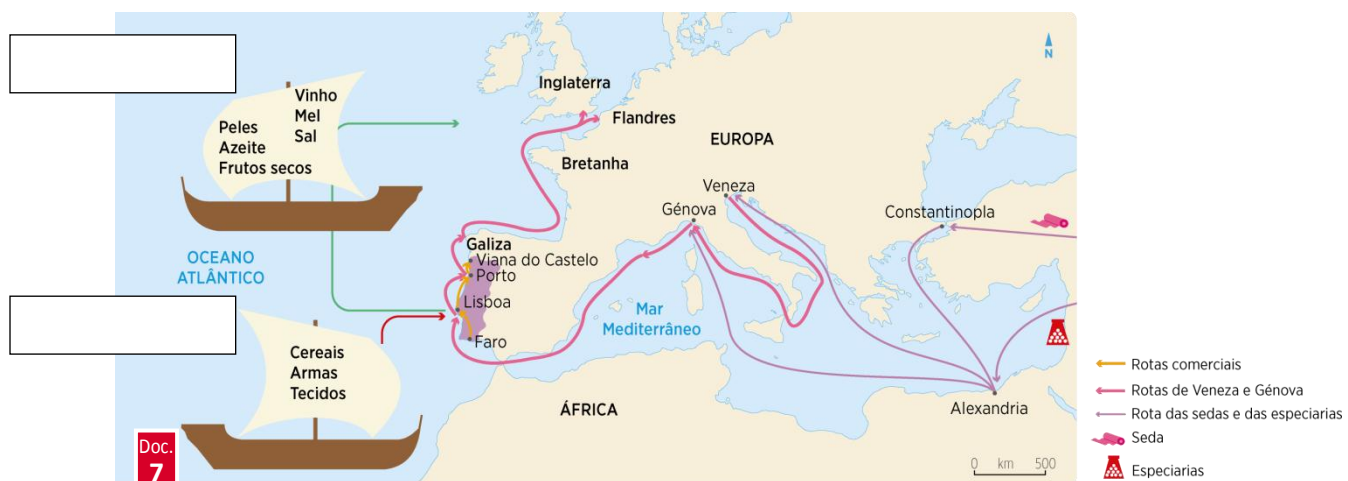 Vinho
Mel
Sal
Peles
Azeite
Frutos secos
OCEANO
ATLÂNTICO
Cereais
Armas
Tecidos
Doc.
7
Inglaterra
Flandres
Bretanha
EUROPA
Veneza
Génova
Constantinopla
Galiza
Viana do Castelo
Porto
Lisboa
Faro
Mar
Mediterrâneo
ÁFRICA
Alexandria
N
0 km 500
Rotas comerciais
Rotas de Veneza e Génova
Rota das sedas e das especiarias
Seda
Especiarias